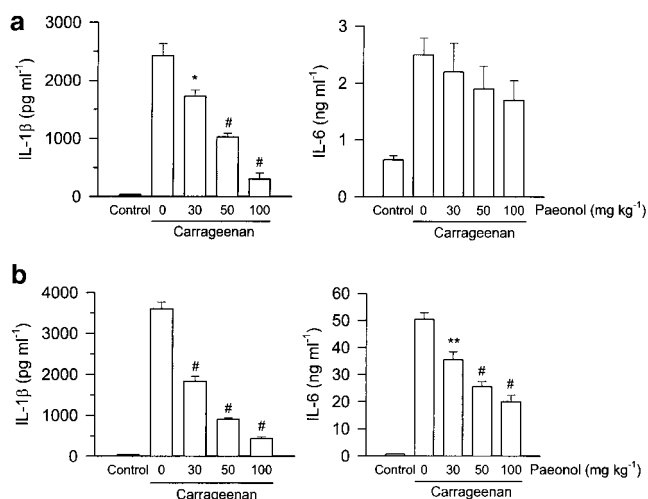 a
IL-1β (pg ml⁻¹)
3000
2000
1000
0
*
#
#
Control 0 30 50 100
Carrageenan
IL-6 (ng ml⁻¹)
3
2
1
0
Control 0 30 50 100 Paeonol (mg kg⁻¹)
Carrageenan
b
IL-1β (pg ml⁻¹)
4000
3000
2000
1000
0
#
#
#
Control 0 30 50 100
Carrageenan
IL-6 (ng ml⁻¹)
60
50
40
30
20
10
0
**
#
#
Control 0 30 50 100 Paeonol (mg kg⁻¹)
Carrageenan